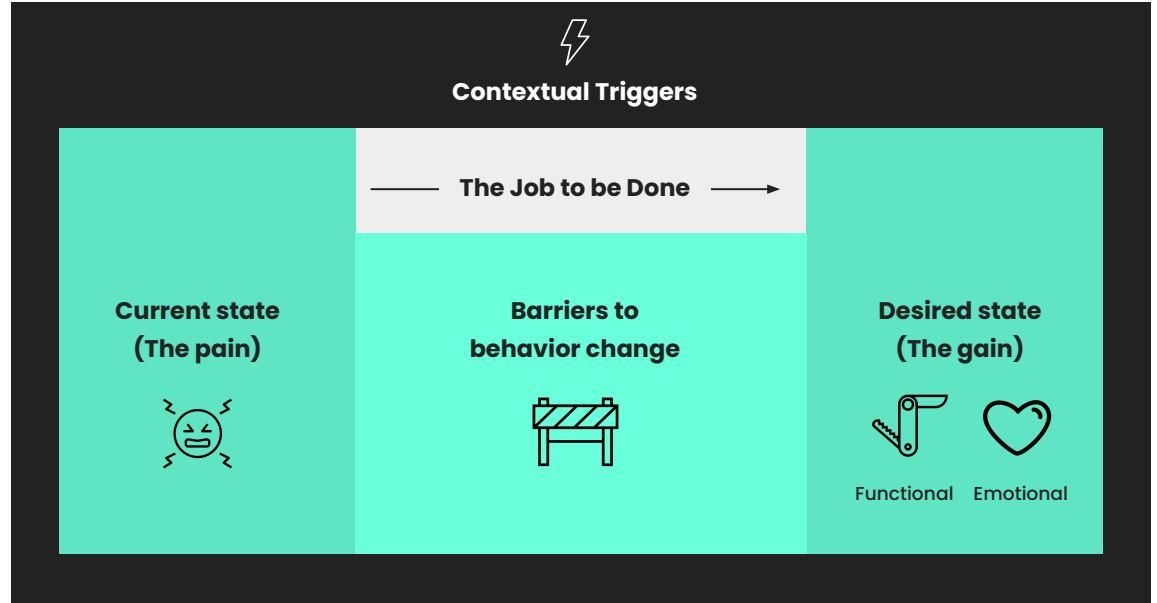 Contextual Triggers
The Job to be Done
Current state
(The pain)
Barriers to
behavior change
Desired state
(The gain)
Functional
Emotional